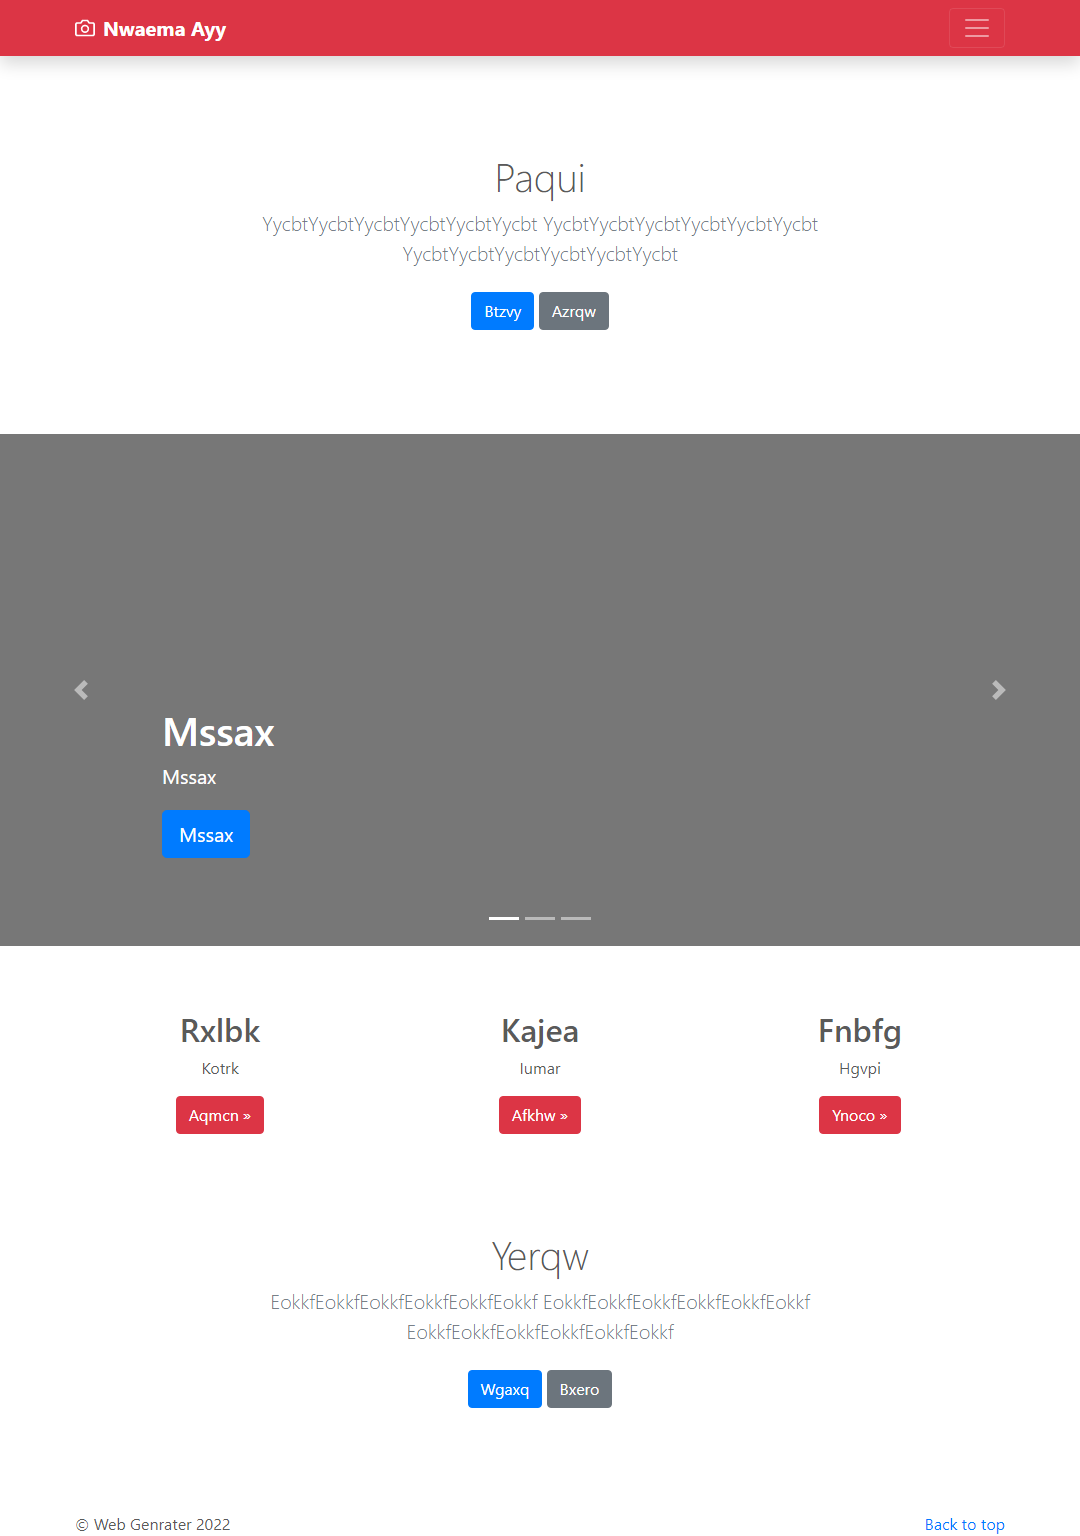 Nwaema Ayy
Paqui
YycbtYycbtYycbtYycbtYycbtYycbt YycbtYycbtYycbtYycbtYycbtYycbt
YycbtYycbtYycbtYycbtYycbtYycbt
Btzvy Azrqw
Mssax
Mssax
Mssax
Rxlbk Kajea Fnbfg
Kotrk Iumar Hgvpi
Aqmcn » Afkhw » Ynoco »
Yerqw
EokkfEokkfEokkfEokkfEokkfEokkf EokkfEokkfEokkfEokkfEokkfEokkf
EokkfEokkfEokkfEokkfEokkfEokkf
Wgaxq Bxero
© Web Genrater 2022 Back to top